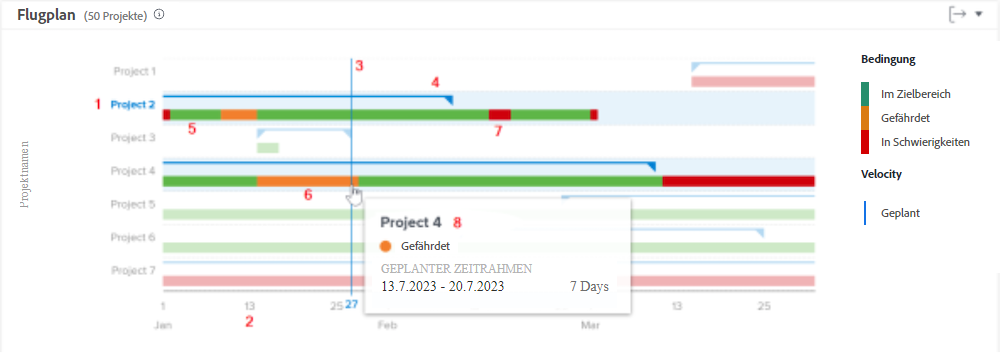 Flugplan (50 Projekte)
Projektnamen
Project 1
1 Project 2
Project 3
Project 4
Project 5
Project 6
Project 7
3
4
5
7
6
Project 4 8
Gefährdet
GEPLANTER ZEITRAHMEN
13.7.2023 - 20.7.2023 7 Days
1 13 25 27 13 25
2
Jan Feb Mar
Bedingung
Im Zielbereich
Gefährdet
In Schwierigkeiten
Velocity
Geplant